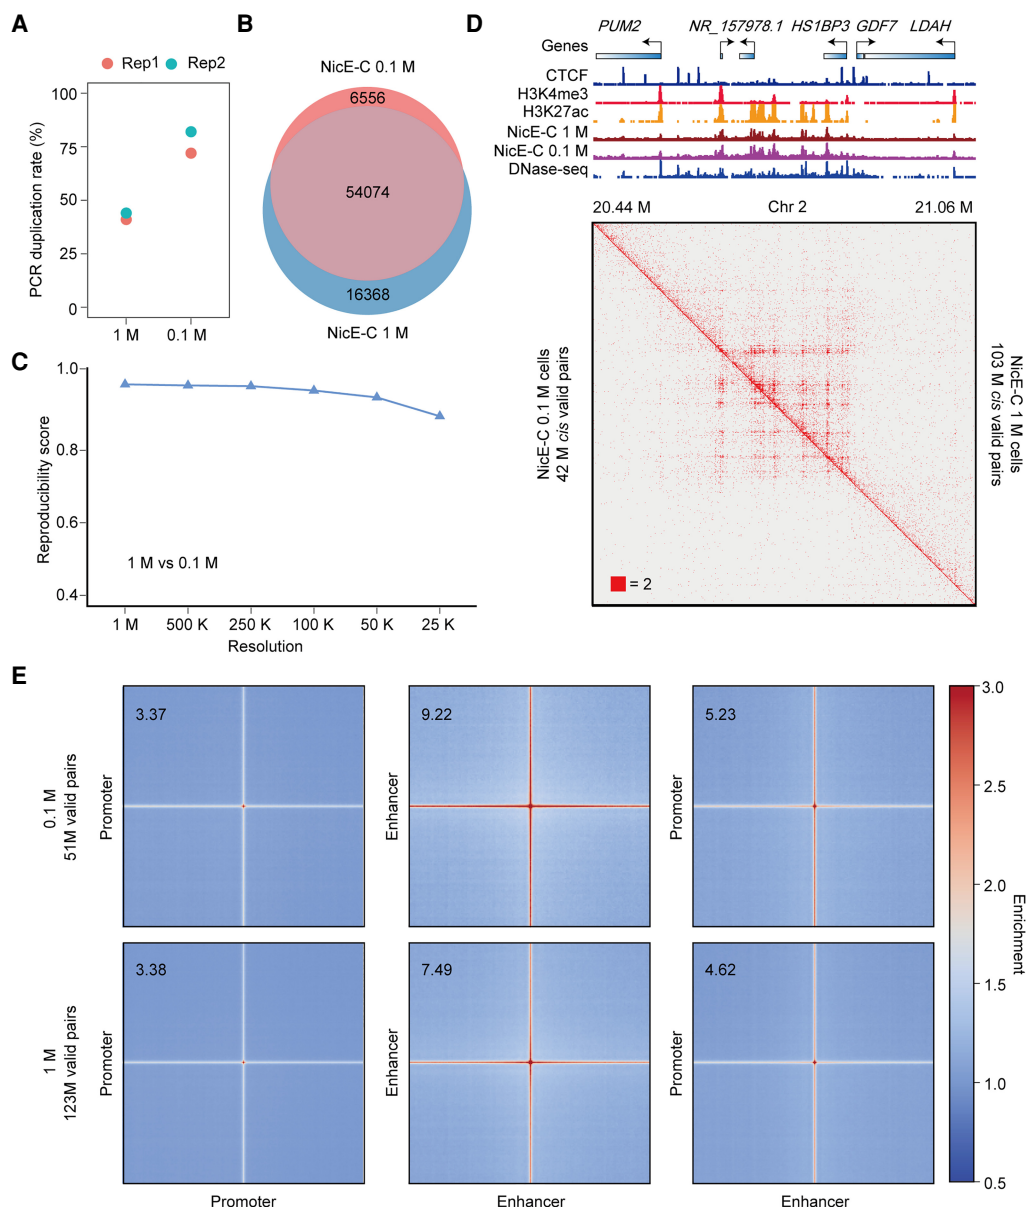 A
Rep1 Rep2
PCR duplication rate (%)
100
75
50
25
0
1 M 0.1 M
B
NicE-C 0.1 M
6556
54074
16368
NicE-C 1 M
C
Reproducibility score
1.0
0.8
0.6
0.4
1 M vs 0.1 M
1 M 500 K 250 K 100 K 50 K 25 K
Resolution
D
PUM2 NR_157978.1 HS1BP3 GDF7 LDAH
Genes
CTCF
H3K4me3
H3K27ac
NicE-C 1 M
NicE-C 0.1 M
DNase-seq
20.44 M Chr 2 21.06 M
NicE-C 0.1 M cells
42 M cis valid pairs
NicE-C 1 M cells
103 M cis valid pairs
= 2
E
0.1 M
51M valid pairs
Promoter
3.37
Enhancer
9.22
Promoter
5.23
1 M
123M valid pairs
Promoter
3.38
Enhancer
7.49
Promoter
4.62
Promoter Enhancer Enhancer
3.0
2.5
2.0
1.5
1.0
0.5
Enrichment